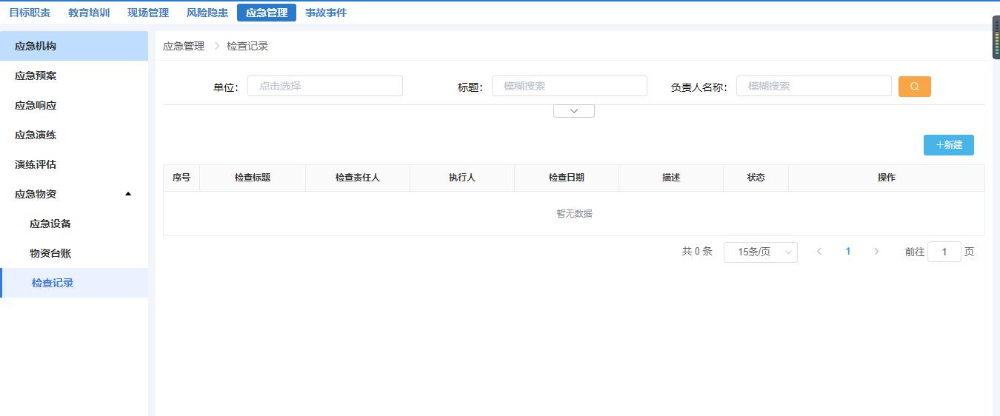 目标职责 教育培训 现场管理 风险隐患 应急管理 事故事件
应急机构
应急预案
应急响应
应急演练
演练评估
应急物资
应急设备
物资台账
检查记录
应急管理 检查记录
单位: 点击选择 标题: 模糊搜索 负责人名称: 模糊搜索
+新建
序号 检查标题 检查责任人 执行人 检查日期 描述 状态 操作
暂无数据
共 0 条 15条/页 1 前往 1 页